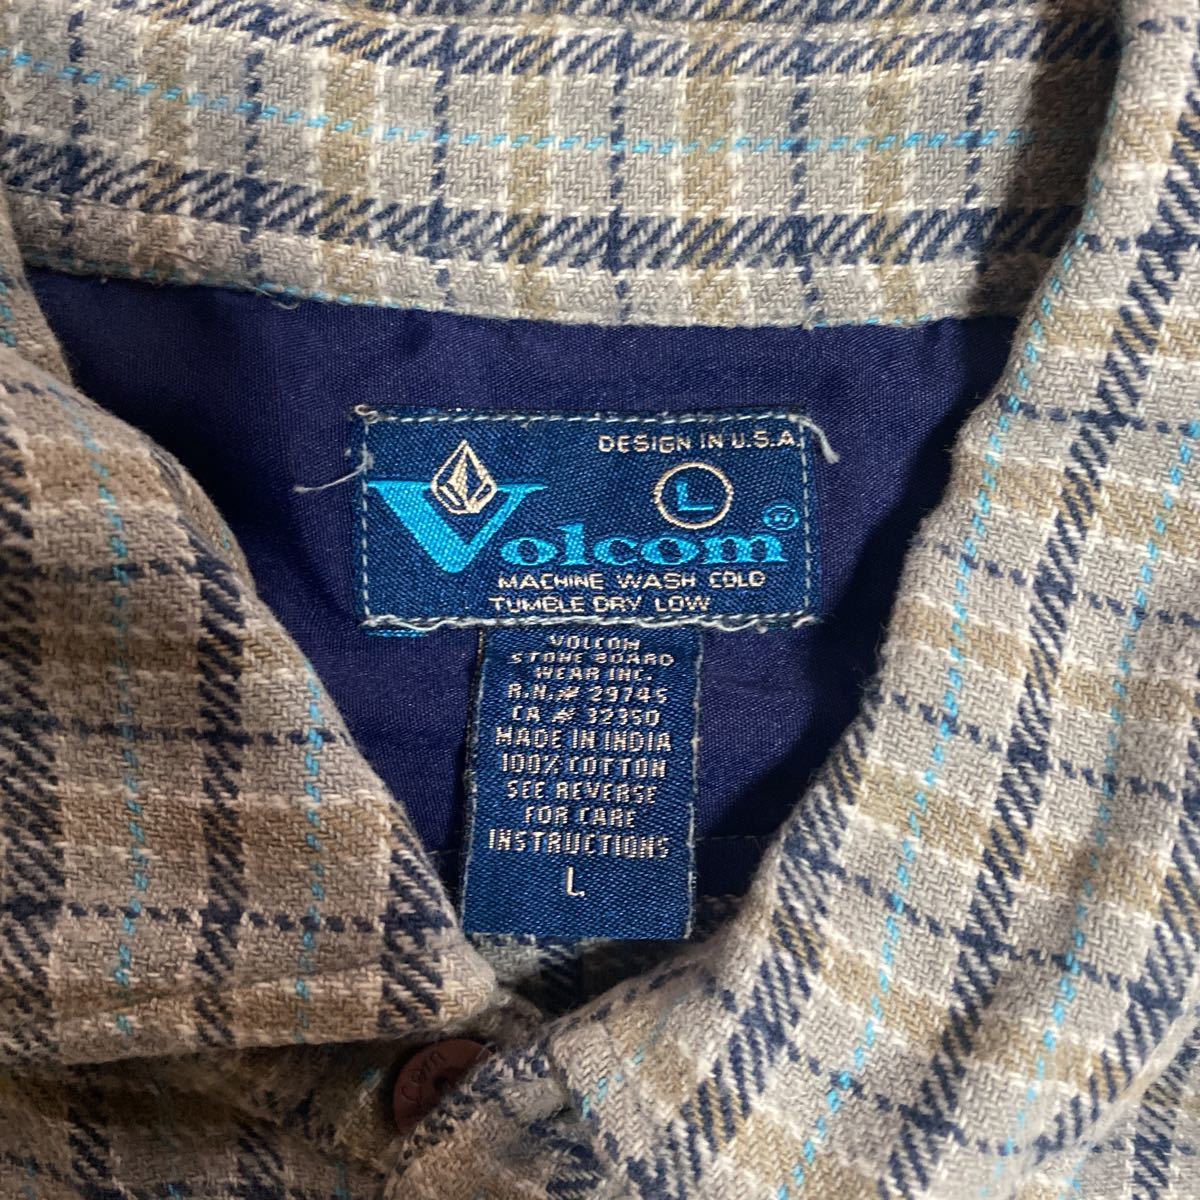 DESIGN IN U.S.A.
L
Volcom®
MACHINE WASH COLD
TUMBLE DRY LOW
VOLCOM
STONE BOARD
WEAR INC.
R.N.# 29745
CA # 32350
MADE IN INDIA
100% COTTON
SEE REVERSE
FOR CARE
INSTRUCTIONS
L